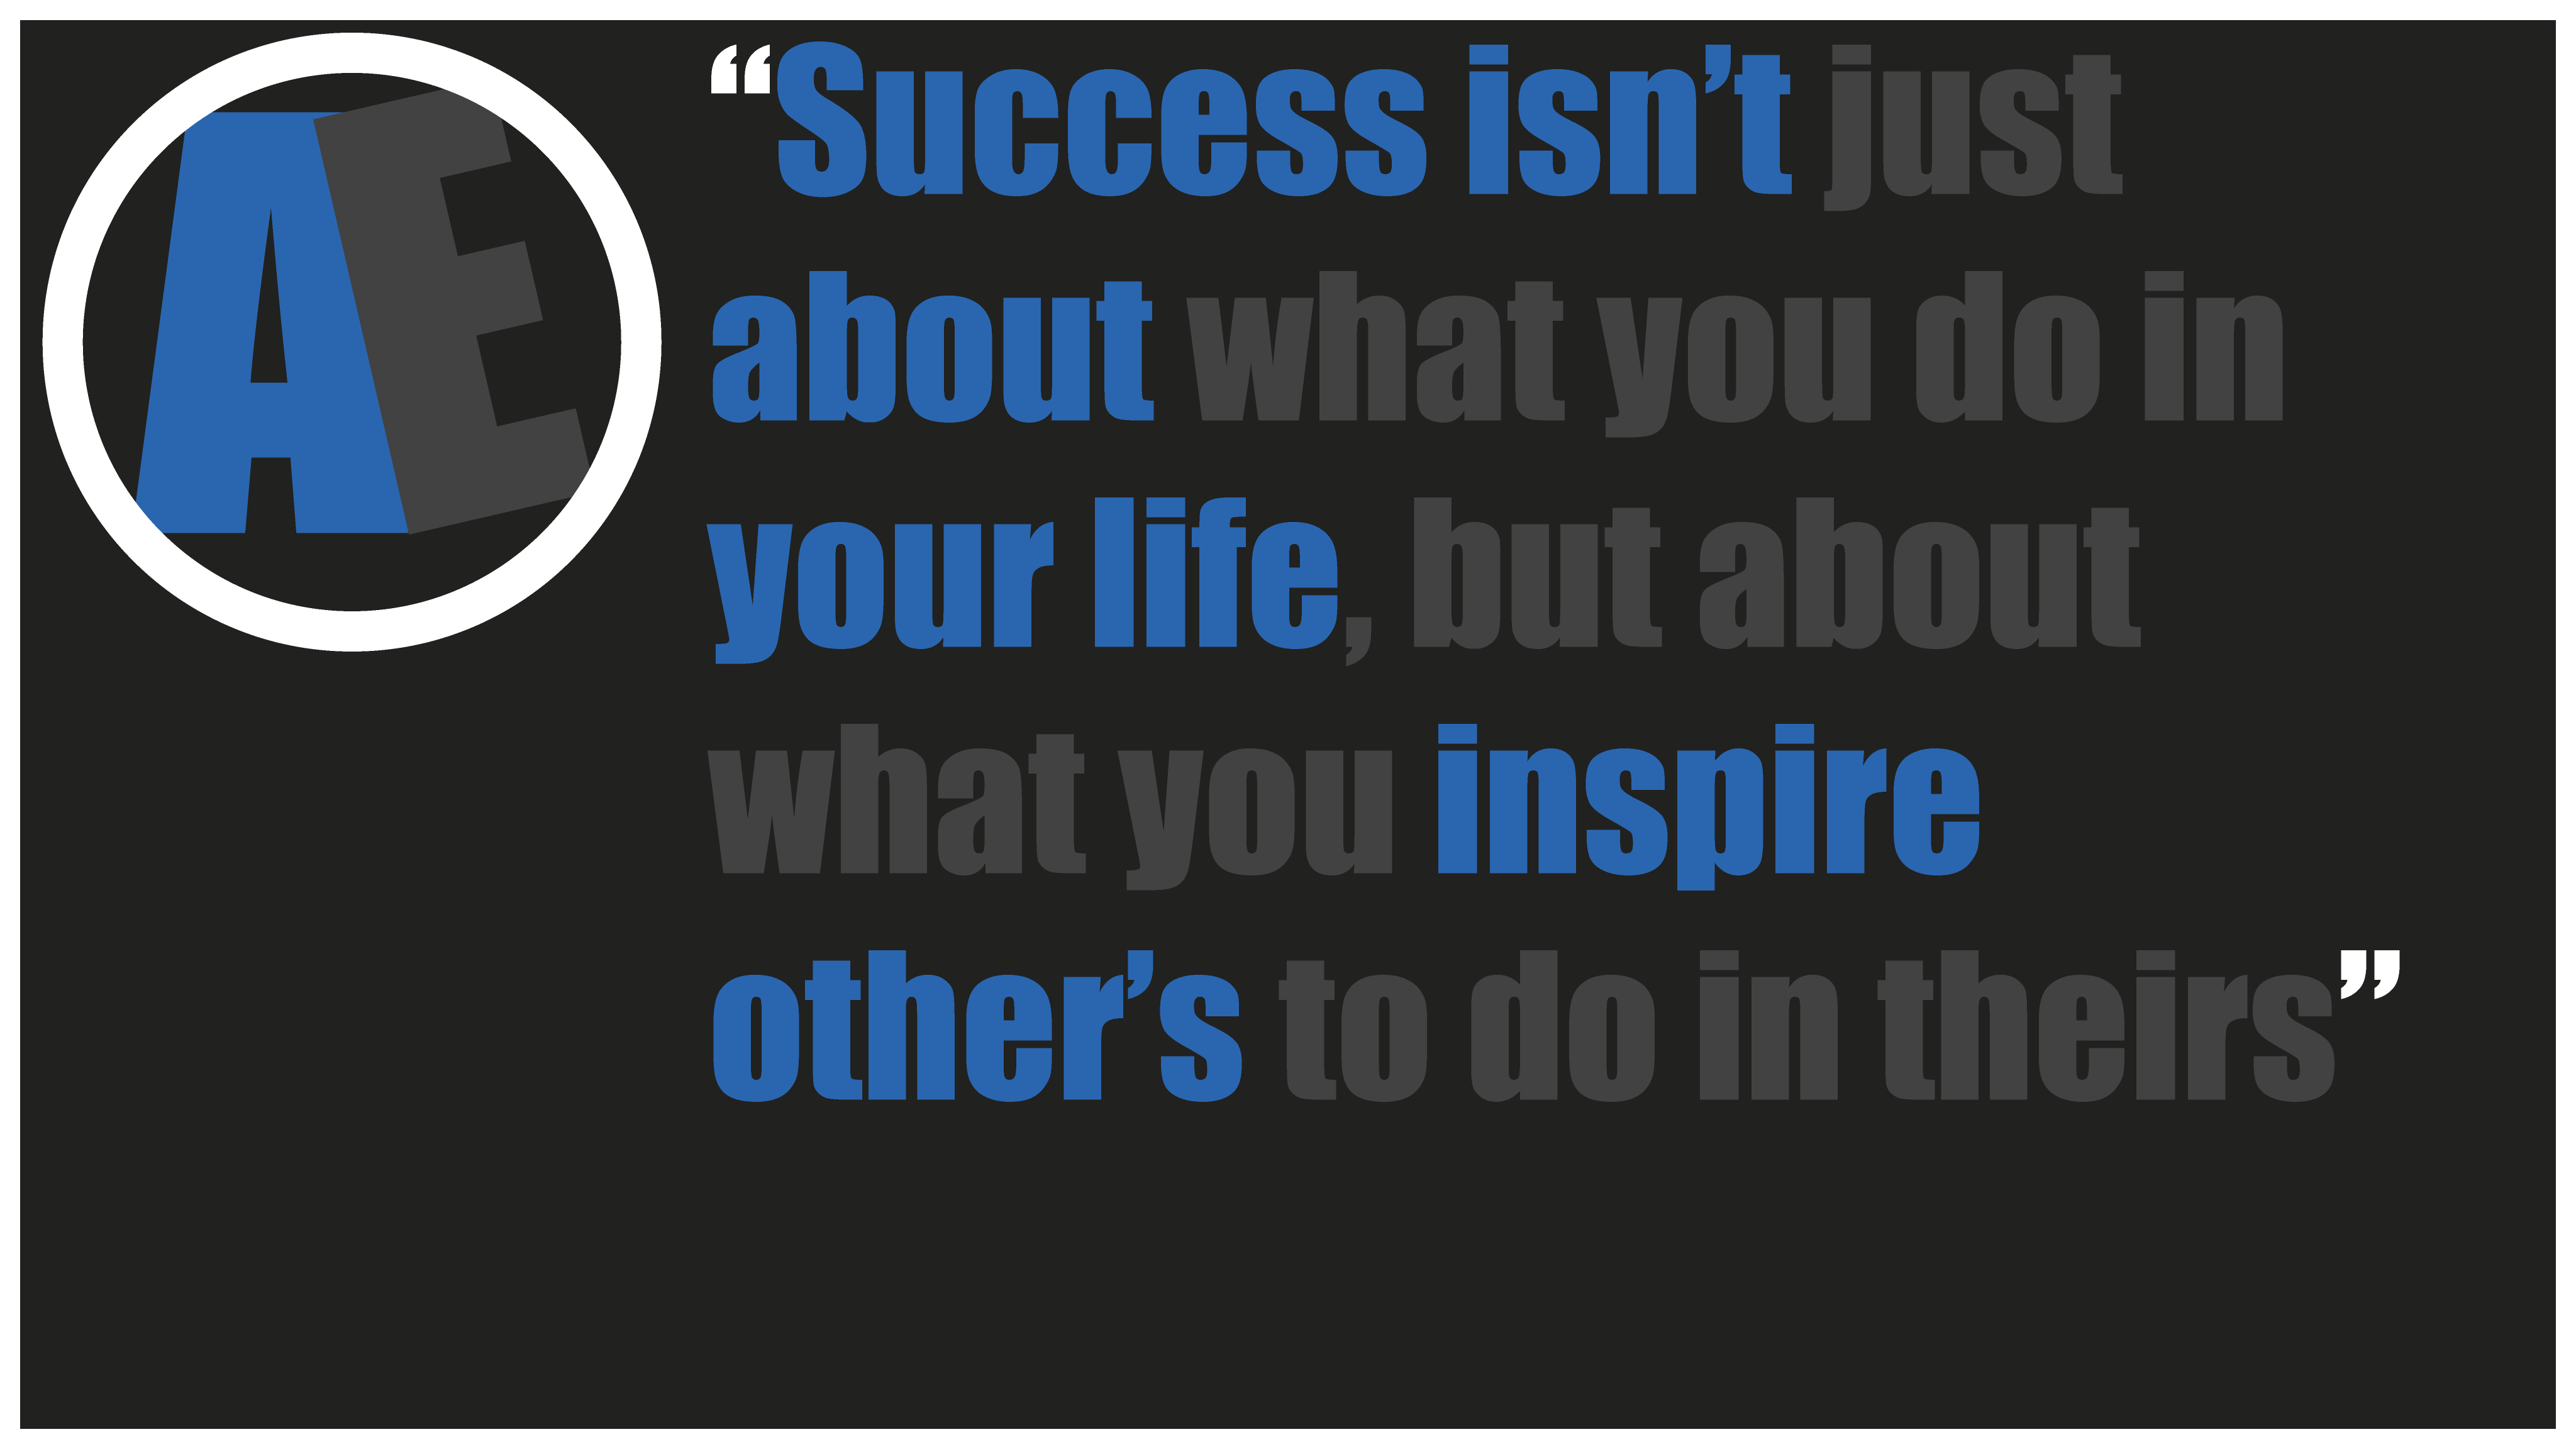 AE
“Success isn’t just
about what you do in
your life, but about
what you inspire
other’s to do in theirs”